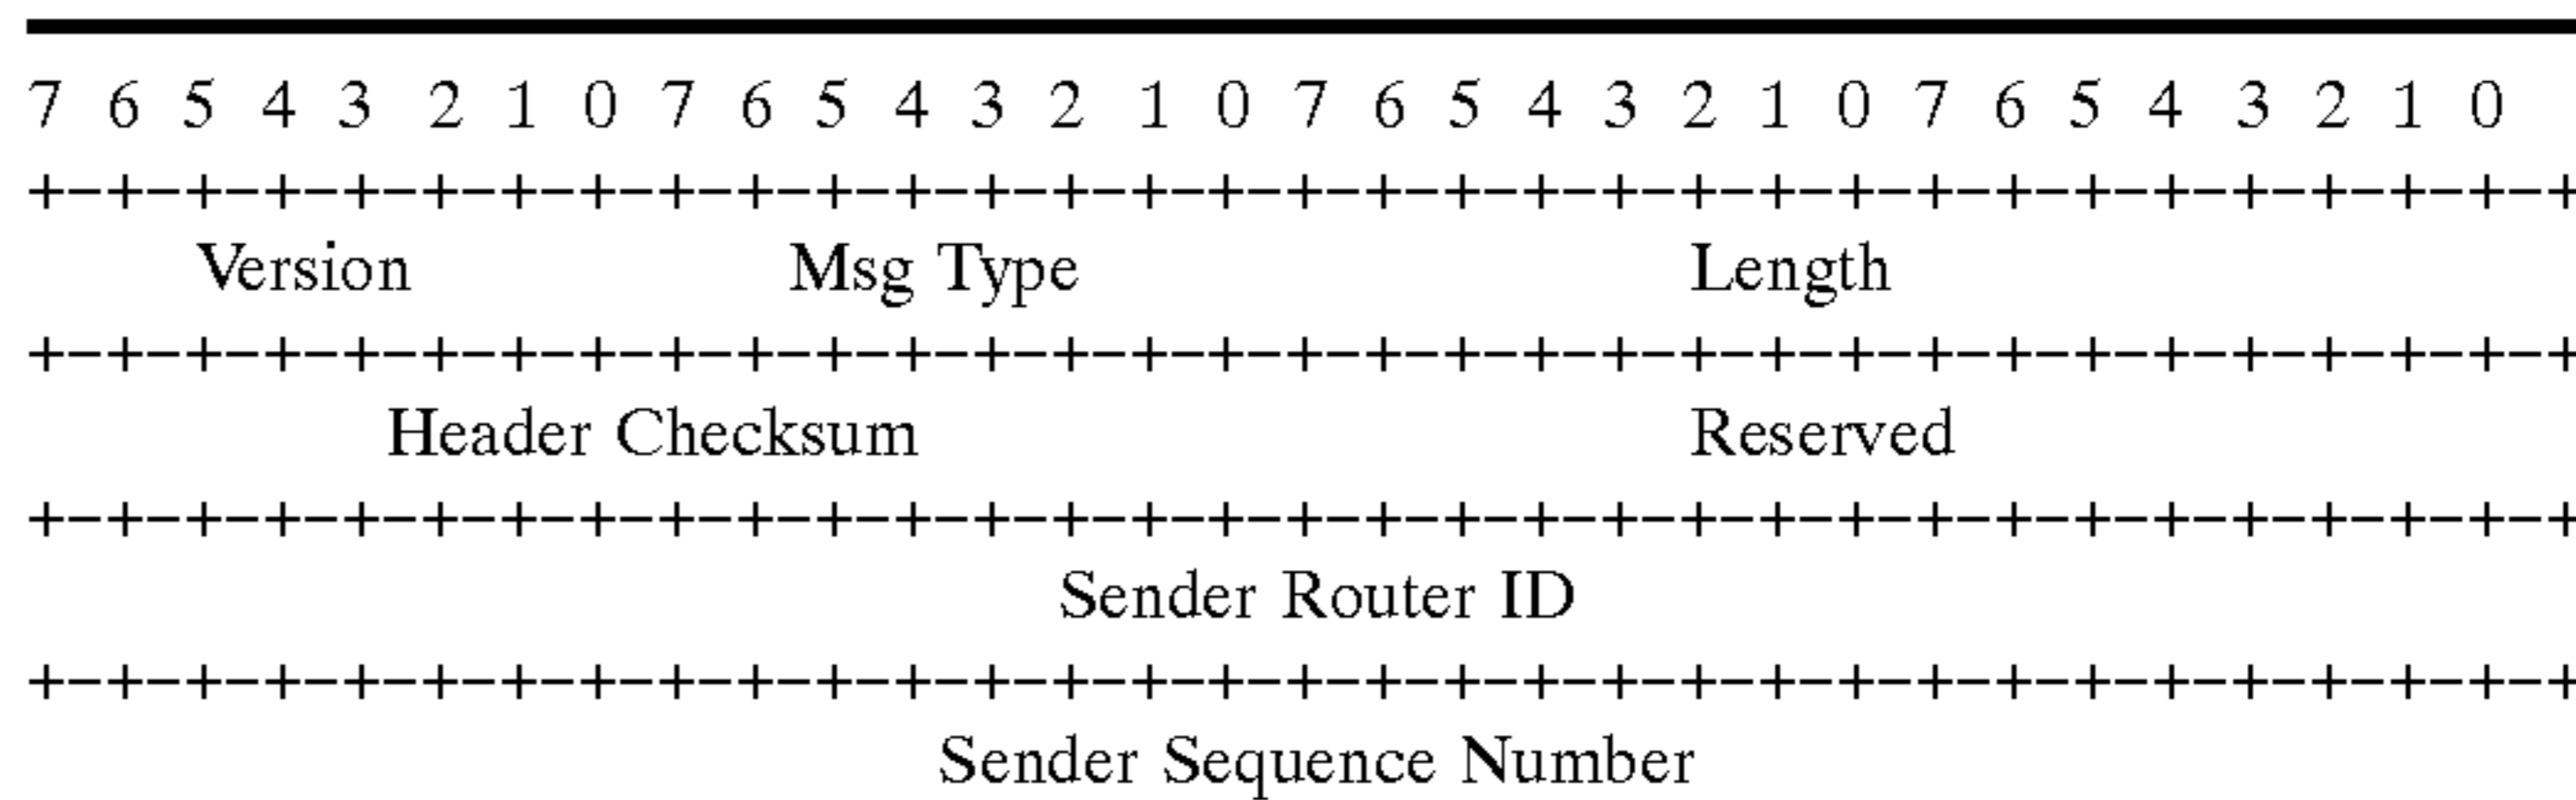 7 6 5 4 3 2 1 0 7 6 5 4 3 2 1 0 7 6 5 4 3 2 1 0 7 6 5 4 3 2 1 0
+-+-+-+-+-+-+-+-+-+-+-+-+-+-+-+-+-+-+-+-+-+-+-+-+-+-+-+-+-+-+-+-+
Version Msg Type Length
+-+-+-+-+-+-+-+-+-+-+-+-+-+-+-+-+-+-+-+-+-+-+-+-+-+-+-+-+-+-+-+-+
Header Checksum Reserved
+-+-+-+-+-+-+-+-+-+-+-+-+-+-+-+-+-+-+-+-+-+-+-+-+-+-+-+-+-+-+-+-+
Sender Router ID
+-+-+-+-+-+-+-+-+-+-+-+-+-+-+-+-+-+-+-+-+-+-+-+-+-+-+-+-+-+-+-+-+
Sender Sequence Number